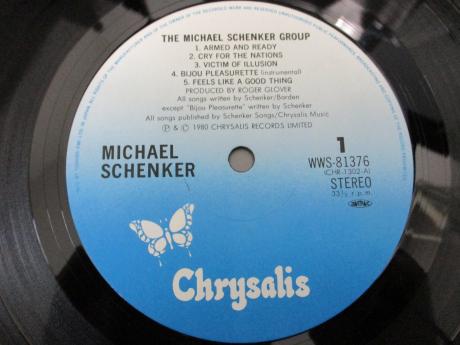 THE MICHAEL SCHENKER GROUP
1. ARMED AND READY
2. CRY FOR THE NATIONS
3. VICTIM OF ILLUSION
4. BIJOU PLEASURETTE (instrumental)
5. FEELS LIKE A GOOD THING
PRODUCED BY ROGER GLOVER
All songs written by Schenker/Barden
except "Bijou Pleasurette" written by Schenker
All songs published by Schenker Songs/Chrysalis Music
Ⓟ & © 1980 CHRYSALIS RECORDS LIMITED
MICHAEL
SCHENKER
1
WWS-81376
(CHR-1302-A)
STEREO
33⅓ r.p.m.
Chrysalis